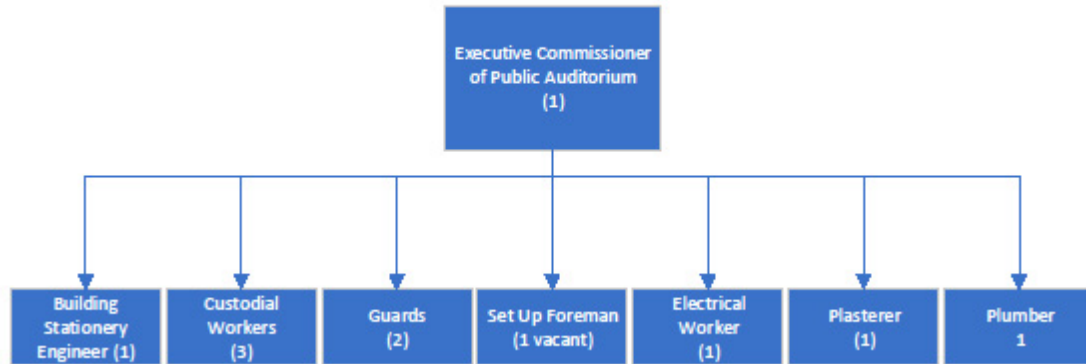 Executive Commissioner
of Public Auditorium
(1)
Building
Stationery
Engineer (1)
Custodial
Workers
(3)
Guards
(2)
Set Up Foreman
(1 vacant)
Electrical
Worker
(1)
Plasterer
(1)
Plumber
1